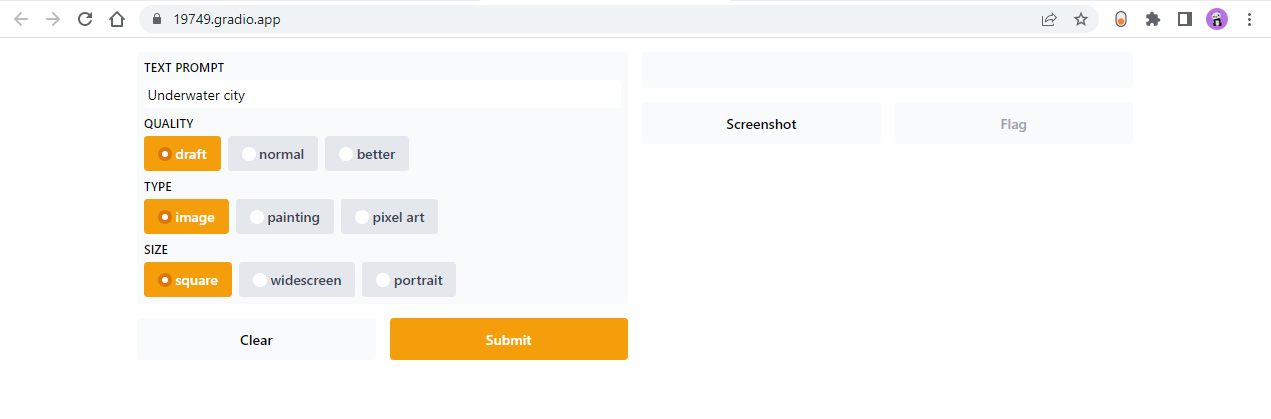 19749.gradio.app
TEXT PROMPT
Underwater city
QUALITY
draft normal better
TYPE
image painting pixel art
SIZE
square widescreen portrait
Clear Submit
Screenshot Flag